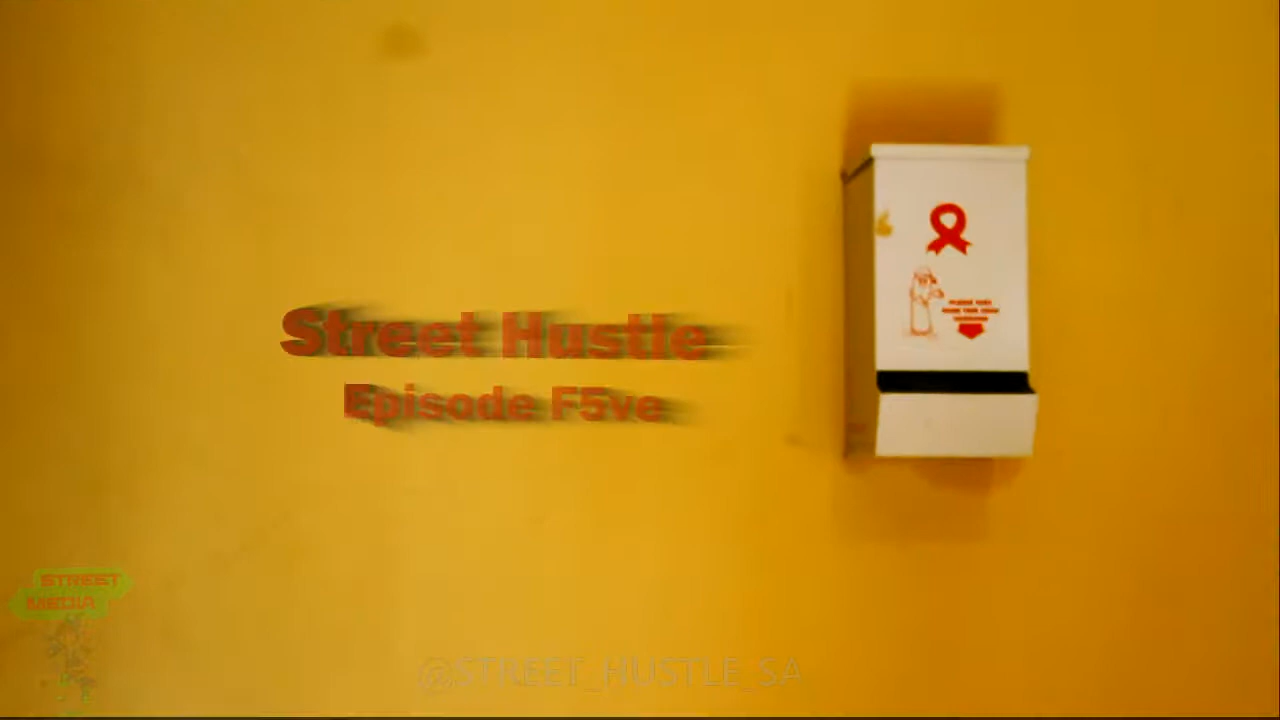 Street Hustle
Episode F5ve
STREET
MEDIA
@STREET_HUSTLE_SA